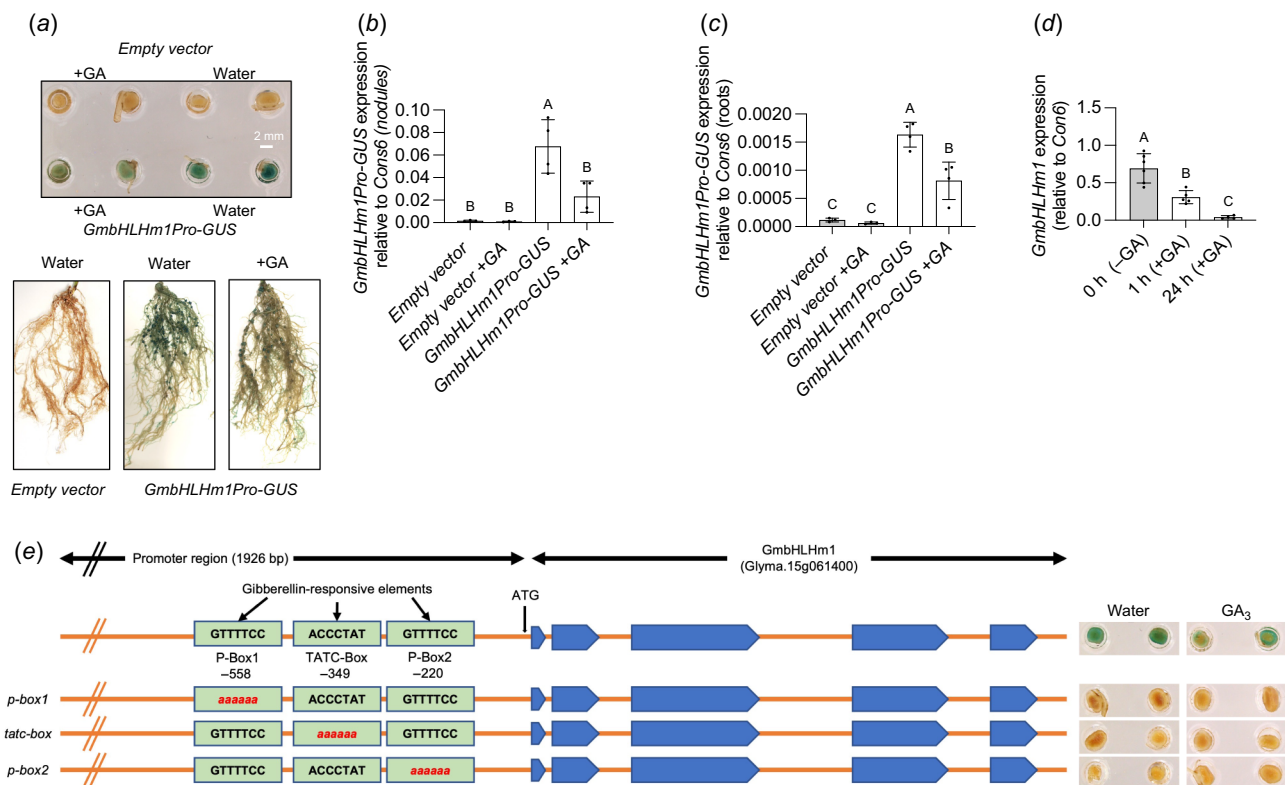 (a)
Empty vector
+GA Water
2 mm
+GA Water
GmbHLHm1Pro-GUS
Water Water +GA
Empty vector GmbHLHm1Pro-GUS
(b)
GmbHLHm1Pro-GUS expression
relative to Cons6 (nodules)
0.10
0.08
0.06
0.04
0.02
0.00
B B A B
Empty vector
Empty vector +GA
GmbHLHm1Pro-GUS
GmbHLHm1Pro-GUS +GA
(c)
GmbHLHm1Pro-GUS expression
relative to Cons6 (roots)
0.0020
0.0015
0.0010
0.0005
0.0000
C C A B
Empty vector
Empty vector +GA
GmbHLHm1Pro-GUS
GmbHLHm1Pro-GUS +GA
(d)
GmbHLHm1 expression
(relative to Con6)
1.5
1.0
0.5
0.0
A B C
0 h (–GA)
1 h (+GA)
24 h (+GA)
(e)
Promoter region (1926 bp)
GmbHLHm1
(Glyma.15g061400)
Gibberellin-responsive elements
ATG
Water GA3
GTTTTCC ACCCTAT GTTTTCC
P-Box1 TATC-Box P-Box2
–558 –349 –220
p-box1 aaaaaa ACCCTAT GTTTTCC
tatc-box GTTTTCC aaaaaa GTTTTCC
p-box2 GTTTTCC ACCCTAT aaaaaa